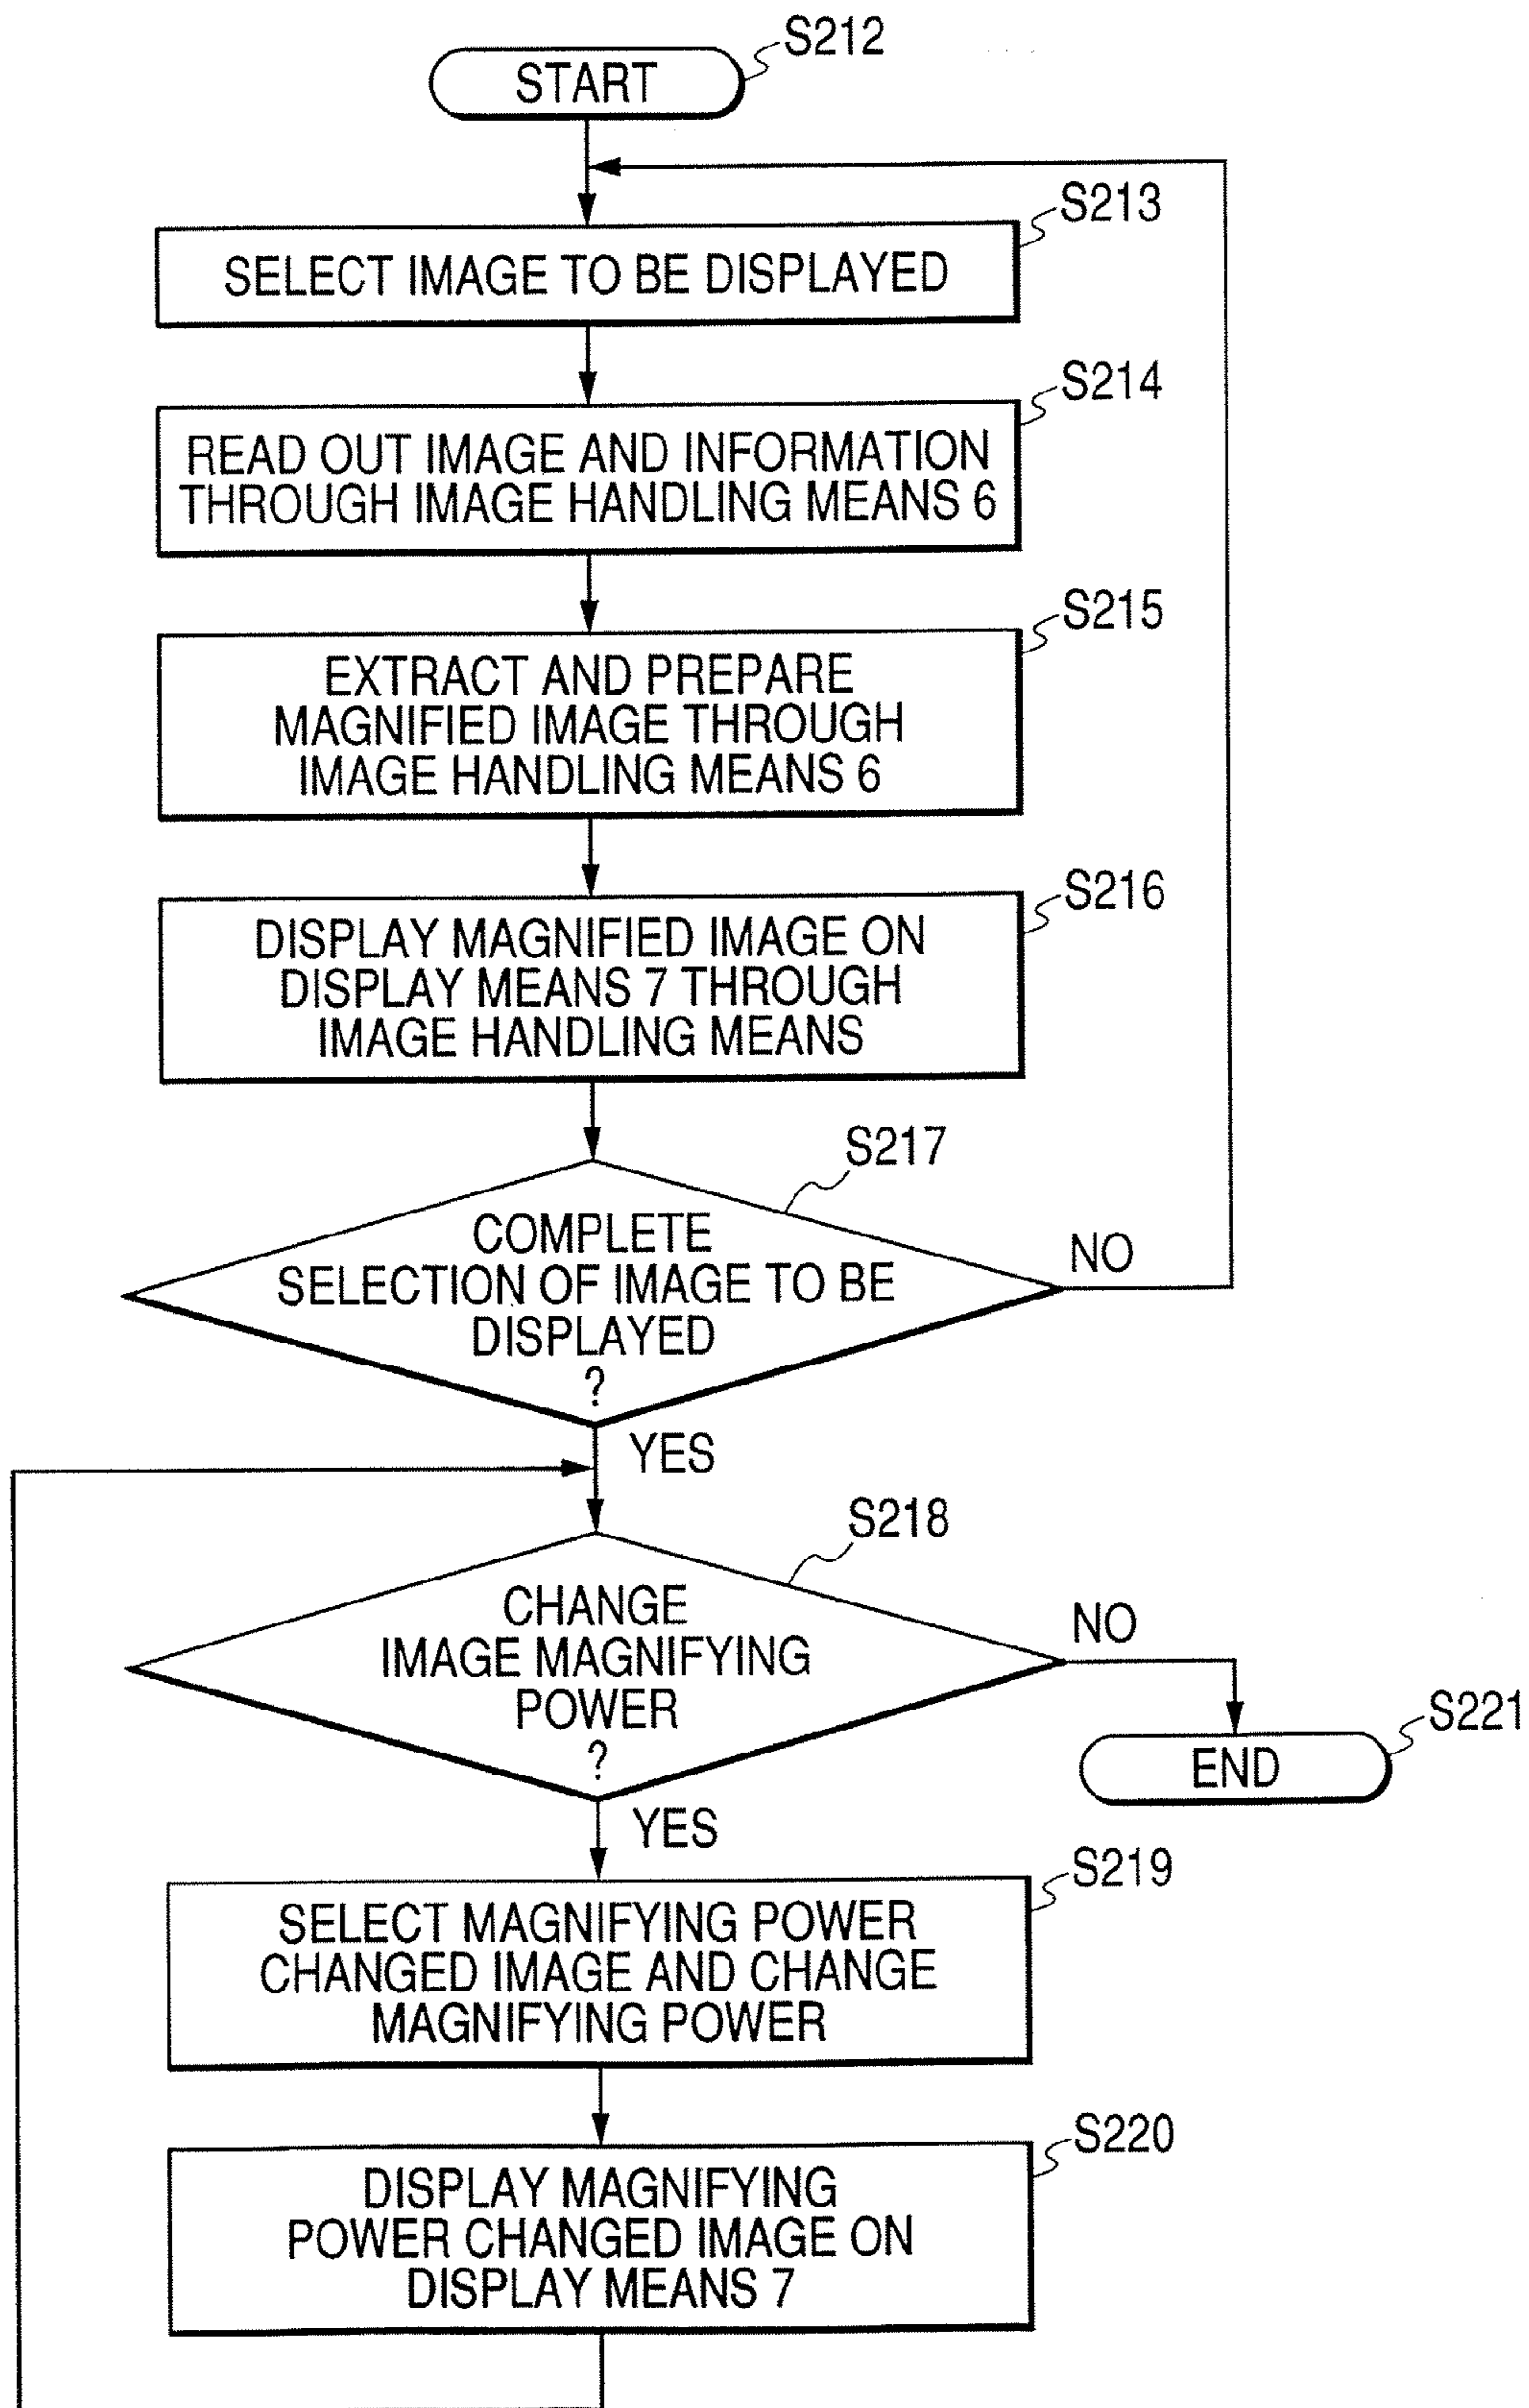 S212
START
S213
SELECT IMAGE TO BE DISPLAYED
S214
READ OUT IMAGE AND INFORMATION
THROUGH IMAGE HANDLING MEANS 6
S215
EXTRACT AND PREPARE
MAGNIFIED IMAGE THROUGH
IMAGE HANDLING MEANS 6
S216
DISPLAY MAGNIFIED IMAGE ON
DISPLAY MEANS 7 THROUGH
IMAGE HANDLING MEANS
S217
COMPLETE
SELECTION OF IMAGE TO BE
DISPLAYED
?
NO
YES
S218
CHANGE
IMAGE MAGNIFYING
POWER
?
NO
S221
END
YES
S219
SELECT MAGNIFYING POWER
CHANGED IMAGE AND CHANGE
MAGNIFYING POWER
S220
DISPLAY MAGNIFYING
POWER CHANGED IMAGE ON
DISPLAY MEANS 7